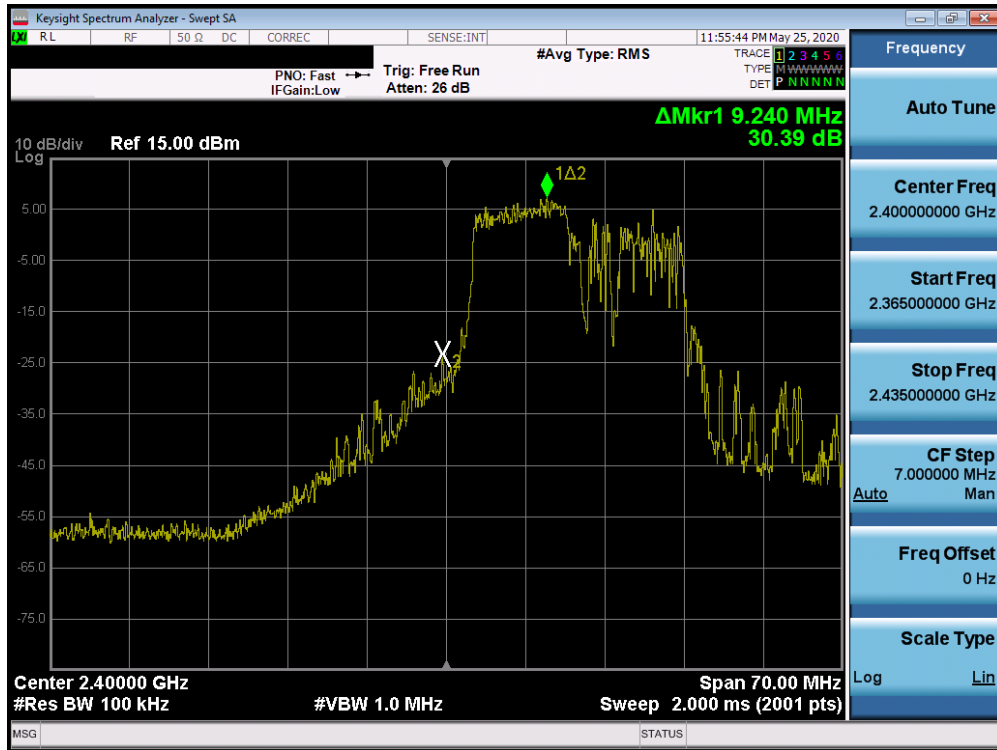 Keysight Spectrum Analyzer - Swept SA
LXI RL RF 50 Ω DC CORREC SENSE:INT 11:55:44 PM May 25, 2020
#Avg Type: RMS TRACE 1 2 3 4 5 6
PNO: Fast Trig: Free Run TYPE M W W W W W
IFGain:Low Atten: 26 dB DET P N N N N N
ΔMkr1 9.240 MHz
30.39 dB
10 dB/div Ref 15.00 dBm
Log
1Δ2
5.00
-5.00
-15.0
-25.0
X2
-35.0
-45.0
-55.0
-65.0
-75.0
Center 2.40000 GHz Span 70.00 MHz
#Res BW 100 kHz #VBW 1.0 MHz Sweep 2.000 ms (2001 pts)
MSG STATUS
Frequency
Auto Tune
Center Freq
2.400000000 GHz
Start Freq
2.365000000 GHz
Stop Freq
2.435000000 GHz
CF Step
7.000000 MHz
Auto Man
Freq Offset
0 Hz
Scale Type
Log Lin